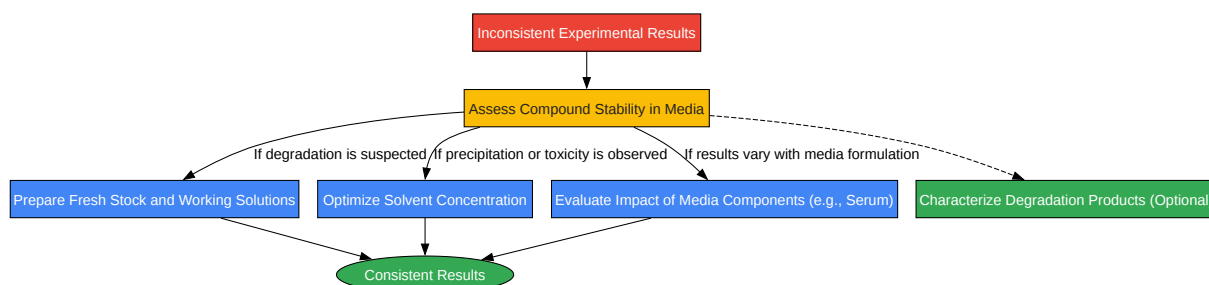 Inconsistent Experimental Results
Assess Compound Stability in Media
If degradation is suspected
If precipitation or toxicity is observed
If results vary with media formulation
Prepare Fresh Stock and Working Solutions
Optimize Solvent Concentration
Evaluate Impact of Media Components (e.g., Serum)
Characterize Degradation Products (Optional
Consistent Results